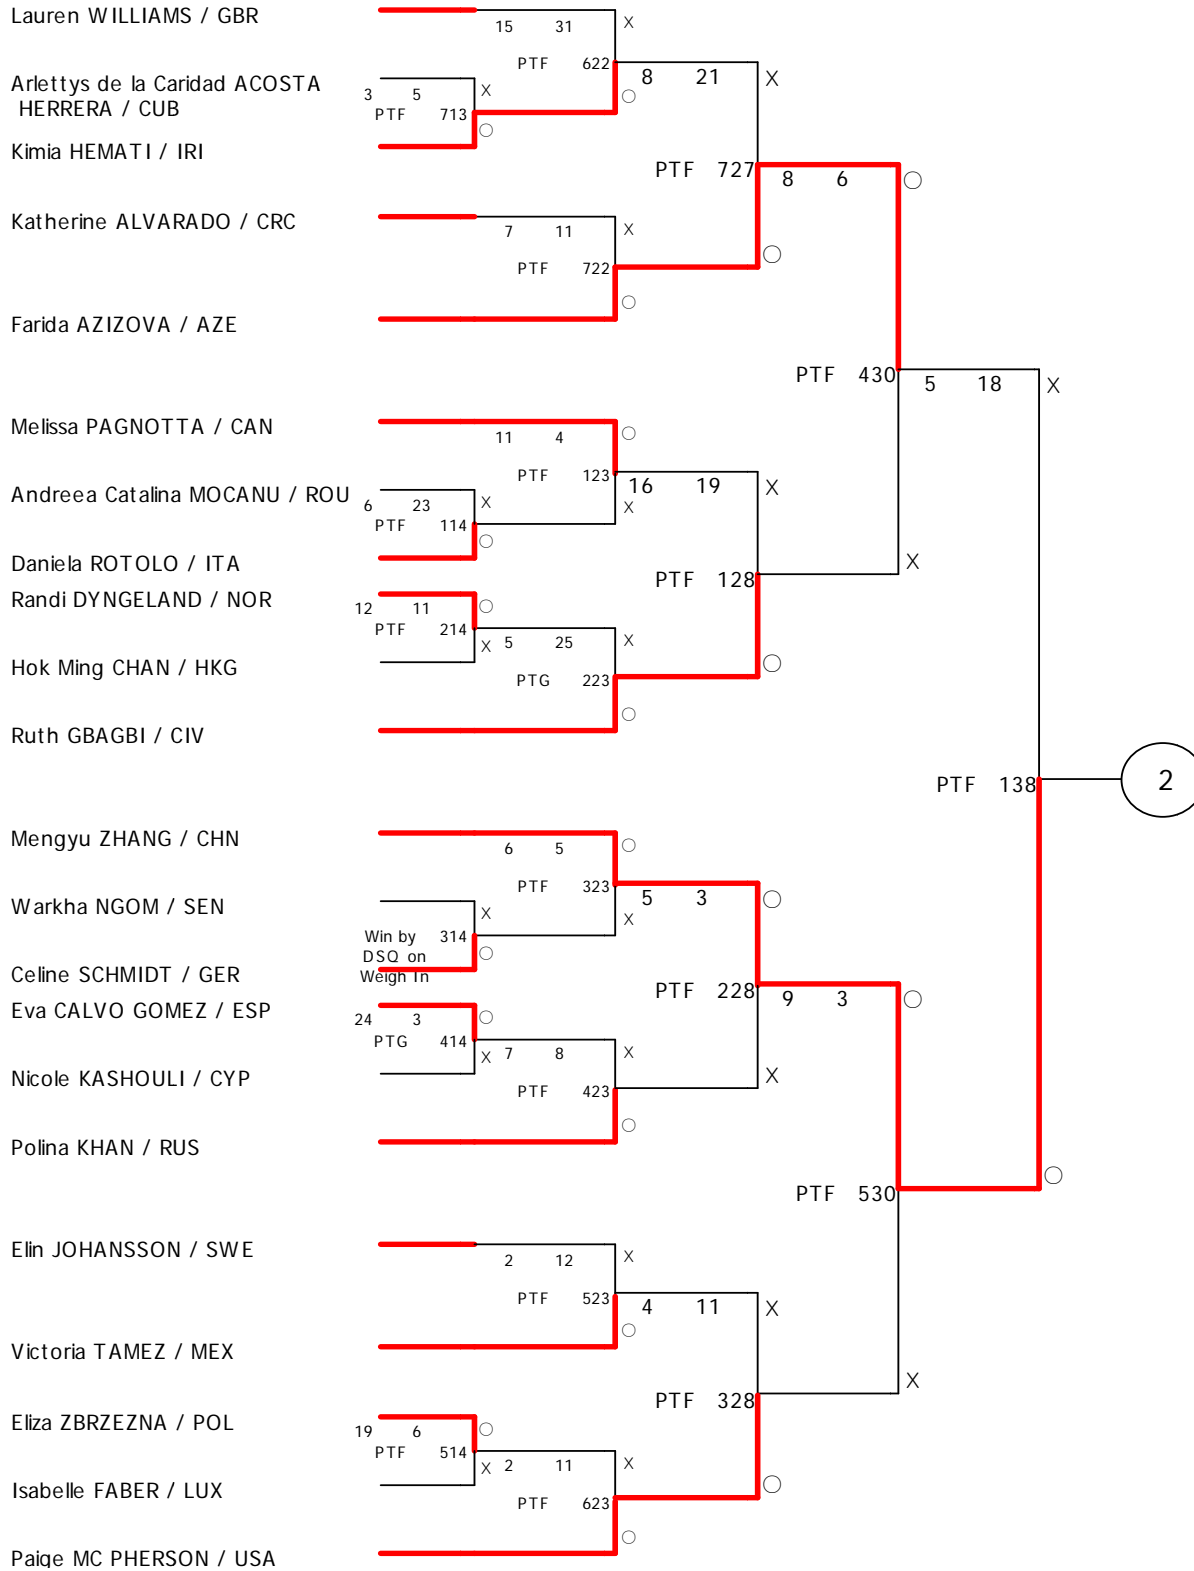 Lauren WILLIAMS / GBR
15 31 X
PTF 622
8 21 X
Arlettys de la Caridad ACOSTA
HERRERA / CUB
3 5 X
PTF 713
Kimia HEMATI / IRI
PTF 727
8 6
Katherine ALVARADO / CRC
7 11 X
PTF 722
Farida AZIZOVA / AZE
PTF 430
5 18 X
Melissa PAGNOTTA / CAN
11 4
PTF 123
16 19 X
Andreea Catalina MOCANU / ROU
6 23 X
X
PTF 114
Daniela ROTOLO / ITA
X
PTF 128
Randi DYNGELAND / NOR
12 11
PTF 214
X 5 25 X
Hok Ming CHAN / HKG
PTG 223
Ruth GBAGBI / CIV
PTF 138
2
Mengyu ZHANG / CHN
6 5
PTF 323
5 3
Warkha NGOM / SEN
X
X
Win by 314
DSQ on
Weigh In
Celine SCHMIDT / GER
PTF 228
9 3
Eva CALVO GOMEZ / ESP
24 3
PTG 414
X 7 8 X
Nicole KASHOULI / CYP
X
PTF 423
Polina KHAN / RUS
PTF 530
Elin JOHANSSON / SWE
2 12 X
PTF 523
4 11 X
Victoria TAMEZ / MEX
X
PTF 328
Eliza ZBRZEZNA / POL
19 6
PTF 514
X 2 11 X
Isabelle FABER / LUX
PTF 623
Paige MC PHERSON / USA